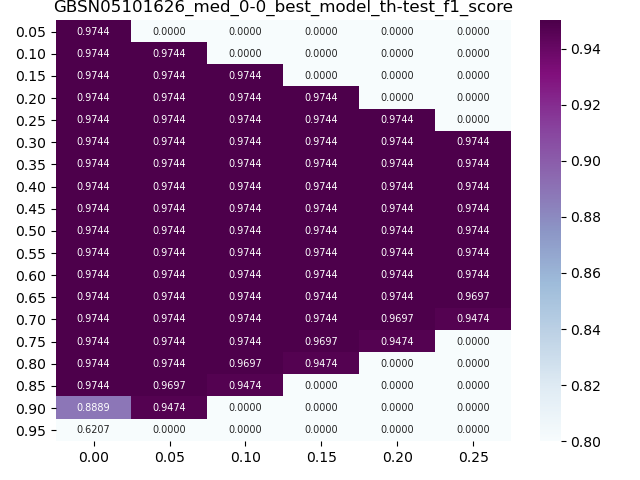 GBSN05101626_med_0-0_best_model_th-test_f1_score
0.05 0.9744 0.0000 0.0000 0.0000 0.0000 0.0000
0.10 0.9744 0.9744 0.0000 0.0000 0.0000 0.0000
0.15 0.9744 0.9744 0.9744 0.0000 0.0000 0.0000
0.20 0.9744 0.9744 0.9744 0.9744 0.0000 0.0000
0.25 0.9744 0.9744 0.9744 0.9744 0.9744 0.0000
0.30 0.9744 0.9744 0.9744 0.9744 0.9744 0.9744
0.35 0.9744 0.9744 0.9744 0.9744 0.9744 0.9744
0.40 0.9744 0.9744 0.9744 0.9744 0.9744 0.9744
0.45 0.9744 0.9744 0.9744 0.9744 0.9744 0.9744
0.50 0.9744 0.9744 0.9744 0.9744 0.9744 0.9744
0.55 0.9744 0.9744 0.9744 0.9744 0.9744 0.9744
0.60 0.9744 0.9744 0.9744 0.9744 0.9744 0.9744
0.65 0.9744 0.9744 0.9744 0.9744 0.9744 0.9697
0.70 0.9744 0.9744 0.9744 0.9744 0.9697 0.9474
0.75 0.9744 0.9744 0.9744 0.9697 0.9474 0.0000
0.80 0.9744 0.9744 0.9697 0.9474 0.0000 0.0000
0.85 0.9744 0.9697 0.9474 0.0000 0.0000 0.0000
0.90 0.8889 0.9474 0.0000 0.0000 0.0000 0.0000
0.95 0.6207 0.0000 0.0000 0.0000 0.0000 0.0000
0.00 0.05 0.10 0.15 0.20 0.25
0.94
0.92
0.90
0.88
0.86
0.84
0.82
0.80